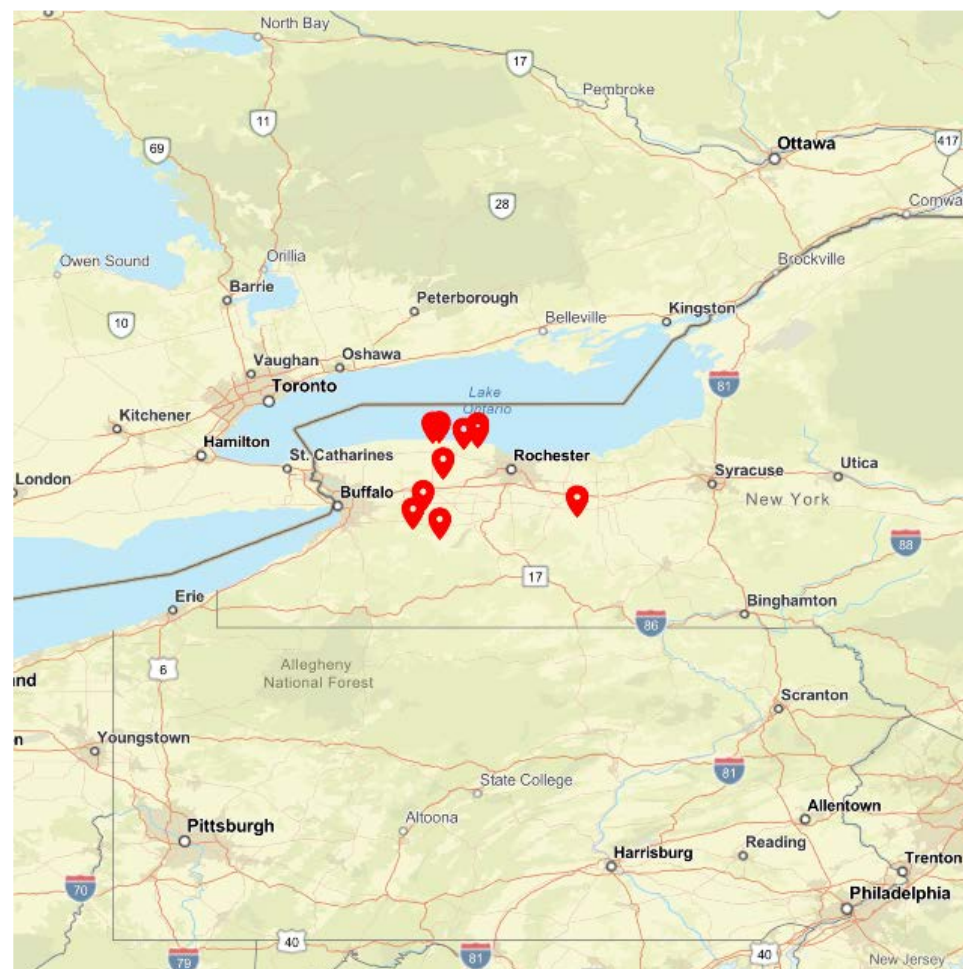 North Bay
17
Pembroke
11
69
Ottawa
417
28
Cornwa
Owen Sound
Orillia
Brockville
Barrie
Peterborough
Kingston
10
Belleville
Vaughan
Oshawa
81
Toronto
Lake
Ontario
Kitchener
Hamilton
St. Catharines
Rochester
London
Syracuse
Utica
Buffalo
New York
88
17
Erie
Binghamton
86
6
Allegheny
National Forest
nd
Scranton
n
Youngstown
81
State College
Allentown
Altoona
Pittsburgh
Harrisburg
Reading
Trenton
70
Philadelphia
40
79
81
40
New Jersey